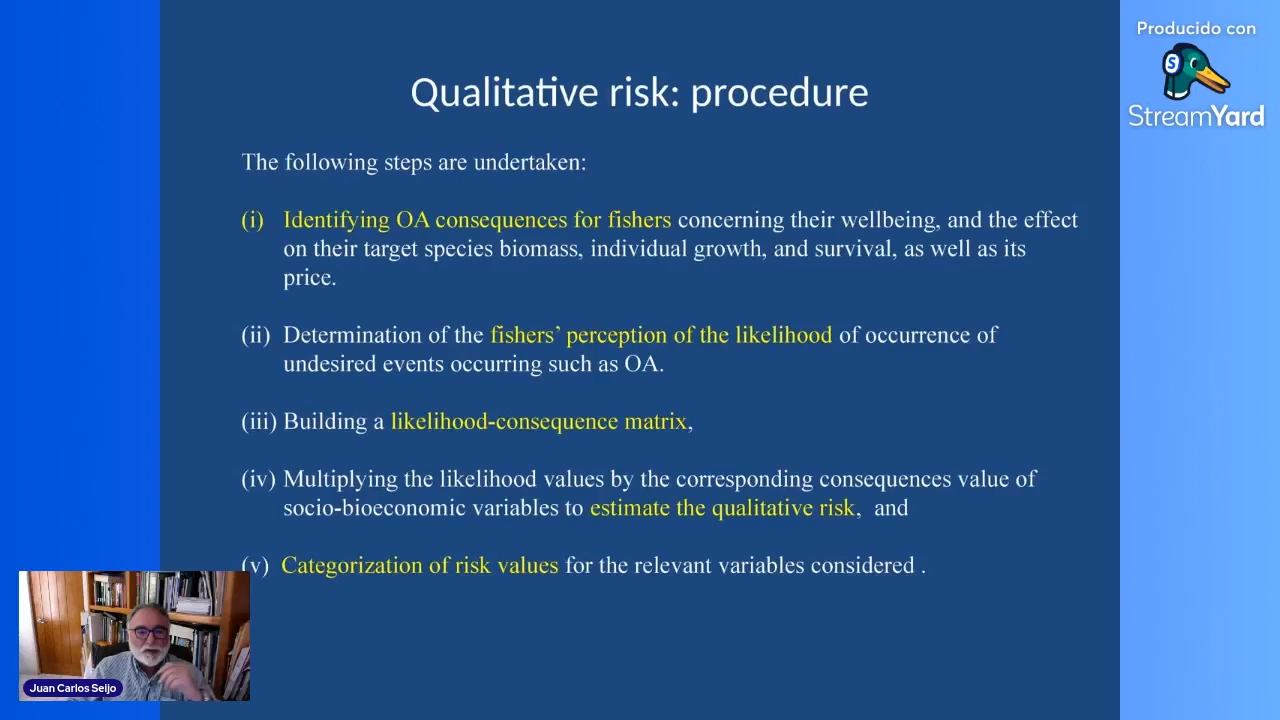 Producido con
StreamYard
Qualitative risk: procedure
The following steps are undertaken:
(i) Identifying OA consequences for fishers concerning their wellbeing, and the effect
on their target species biomass, individual growth, and survival, as well as its
price.
(ii) Determination of the fishers’ perception of the likelihood of occurrence of
undesired events occurring such as OA.
(iii) Building a likelihood-consequence matrix,
(iv) Multiplying the likelihood values by the corresponding consequences value of
socio-bioeconomic variables to estimate the qualitative risk, and
(v) Categorization of risk values for the relevant variables considered .
Juan Carlos Seijo